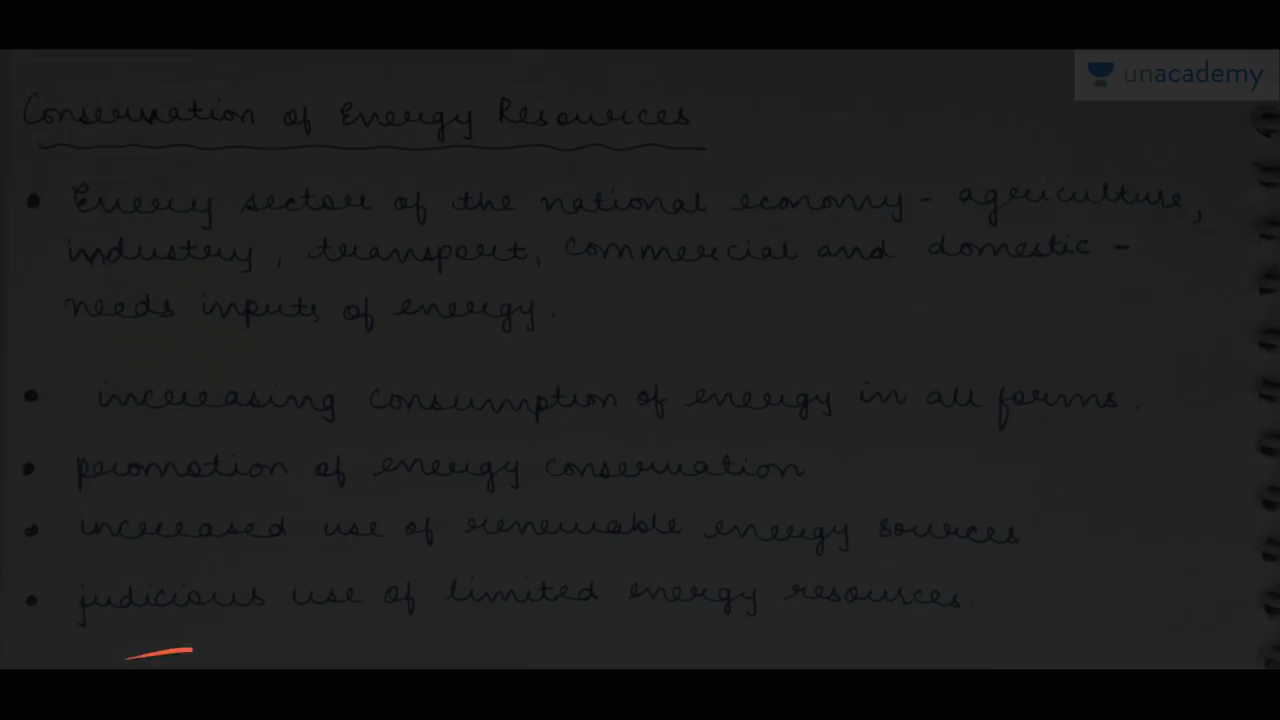 unacademy
Conservation of Energy Resources
• Every sector of the national economy - agriculture,
industry, transport, commercial and domestic -
needs inputs of energy.
• increasing consumption of energy in all forms.
• promotion of energy conservation
• increased use of renewable energy sources
• judicious use of limited energy resources